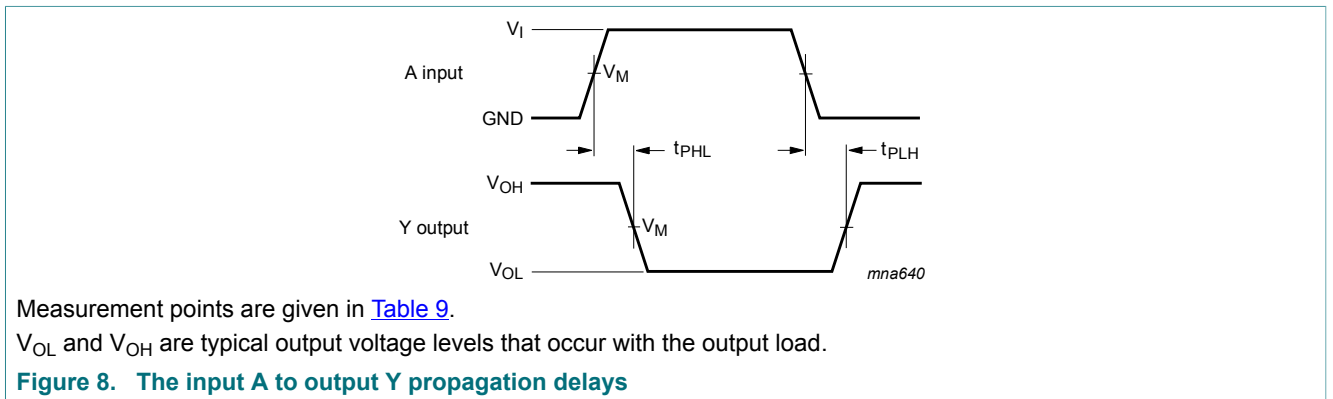 VI
A input
VM
GND
tPHL
tPLH
VOH
Y output
VM
VOL
mna640
Measurement points are given in Table 9.
VOL and VOH are typical output voltage levels that occur with the output load.
Figure 8. The input A to output Y propagation delays